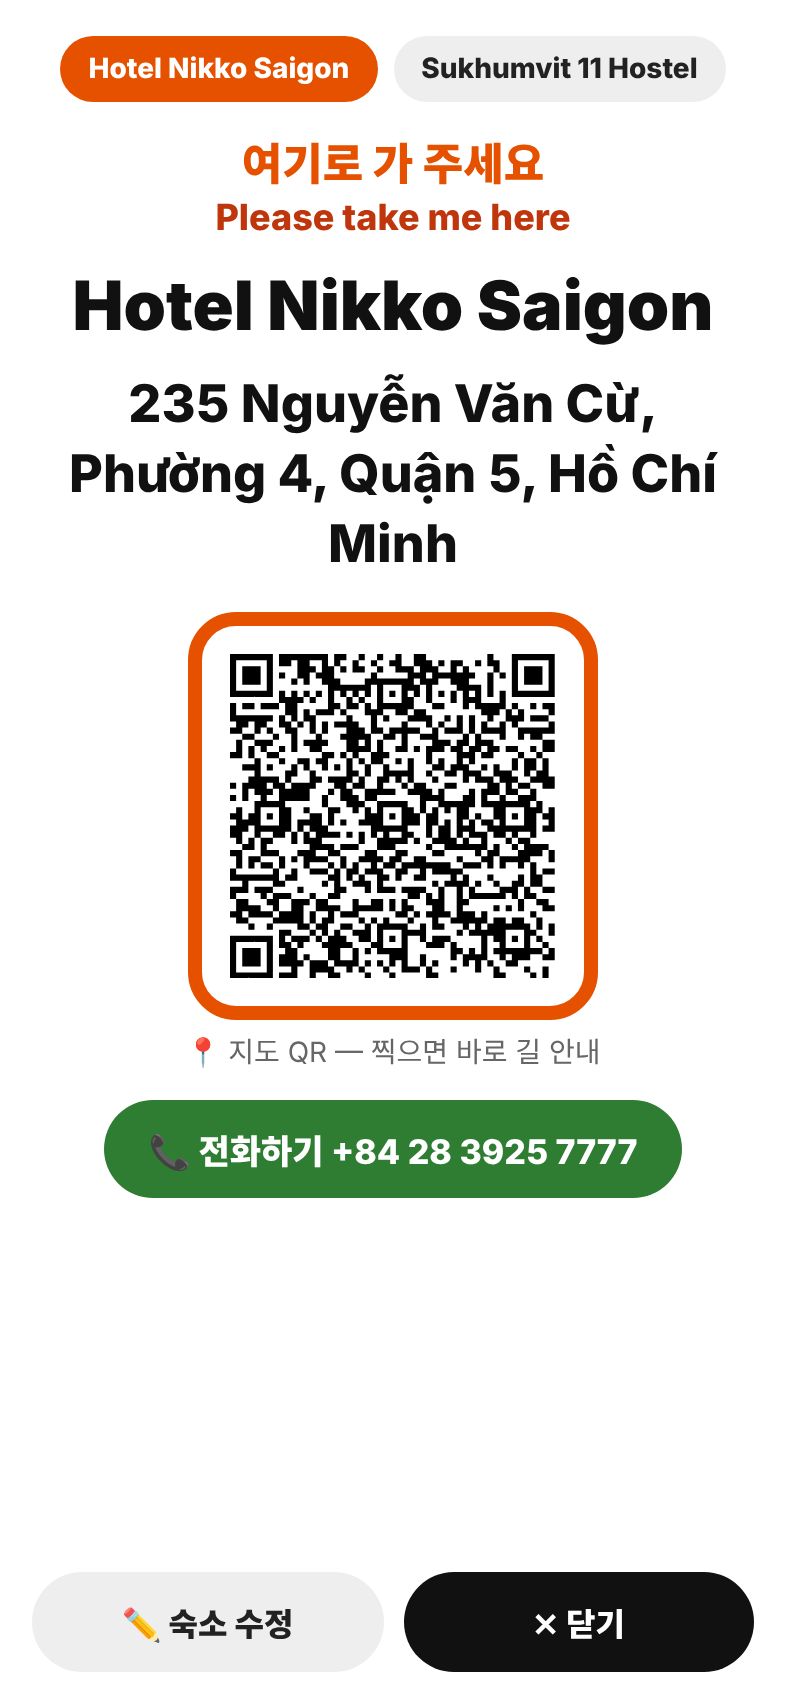 Hotel Nikko Saigon
Sukhumvit 11 Hostel
여기로 가 주세요
Please take me here
Hotel Nikko Saigon
235 Nguyễn Văn Cừ,
Phường 4, Quận 5, Hồ Chí
Minh
📍 지도 QR — 찍으면 바로 길 안내
📞 전화하기 +84 28 3925 7777
✏️ 숙소 수정
✕ 닫기